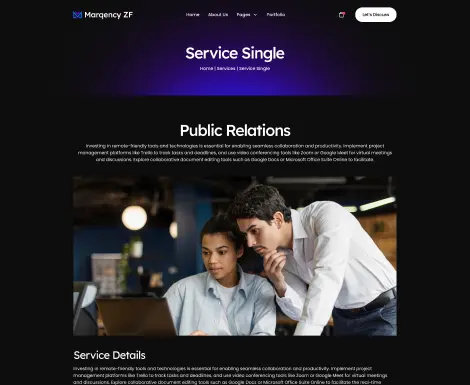 Marqency ZF
Home About Us Pages Portfolio
Let's Discuss
Service Single
Home | Services | Service Single
Public Relations
Investing in remote-friendly tools and technologies is essential for enabling seamless collaboration and productivity. Implement project
management platforms like Trello to track tasks and deadlines, and use video conferencing tools like Zoom or Google Meet for virtual meetings
and discussions. Explore collaborative document editing tools such as Google Docs or Microsoft Office Suite Online to facilitate.
Service Details
Investing in remote-friendly tools and technologies is essential for enabling seamless collaboration and productivity. Implement project
management platforms like Trello to track tasks and deadlines, and use video conferencing tools like Zoom or Google Meet for virtual meetings
and discussions. Explore collaborative document editing tools such as Google Docs or Microsoft Office Suite Online to facilitate the real-time